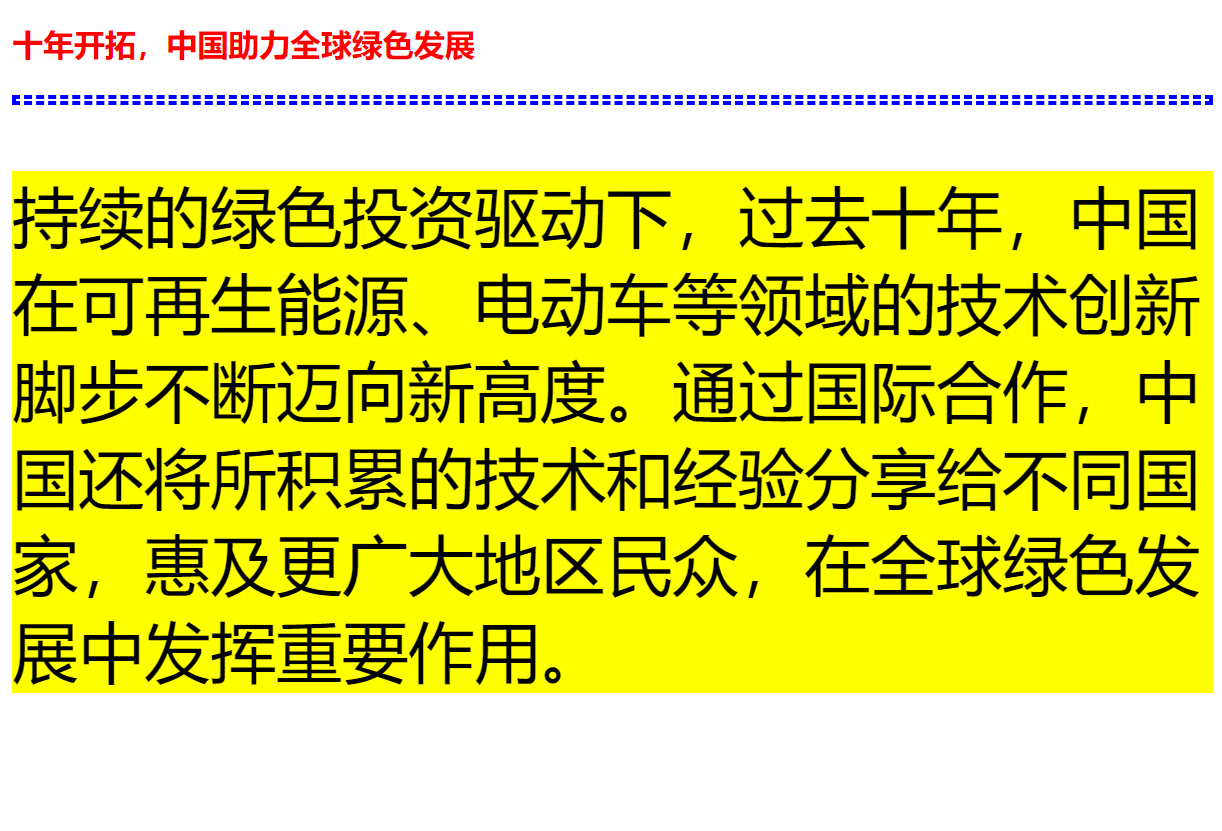 十年开拓，中国助力全球绿色发展
持续的绿色投资驱动下，过去十年，中国
在可再生能源、电动车等领域的技术创新
脚步不断迈向新高度。通过国际合作，中
国还将所积累的技术和经验分享给不同国
家，惠及更广大地区民众，在全球绿色发
展中发挥重要作用。